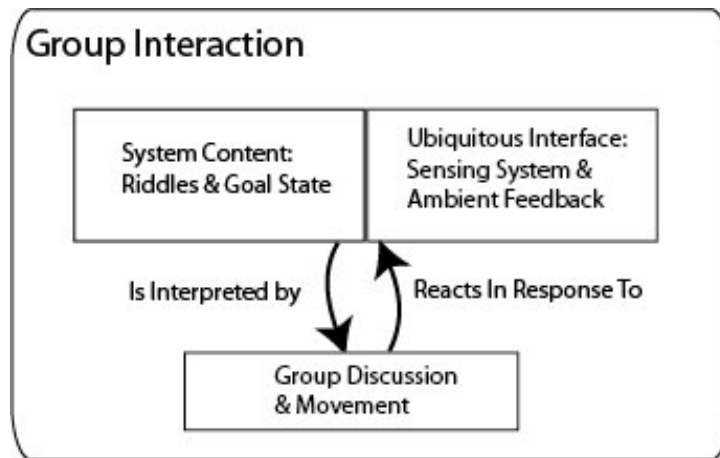 Group Interaction
System Content:
Riddles & Goal State
Ubiquitous Interface:
Sensing System &
Ambient Feedback
Is Interpreted by
Reacts In Response To
Group Discussion
& Movement